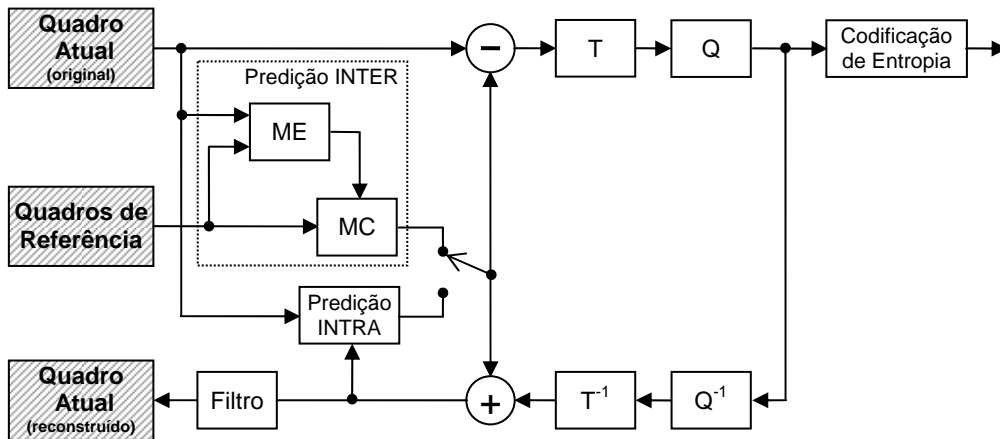 Quadro
Atual
(original)
T
Q
Codificação
de Entropia
Predição INTER
ME
Quadros de
Referência
MC
Predição
INTRA
Quadro
Atual
(reconstruído)
Filtro
+
T-1
Q-1